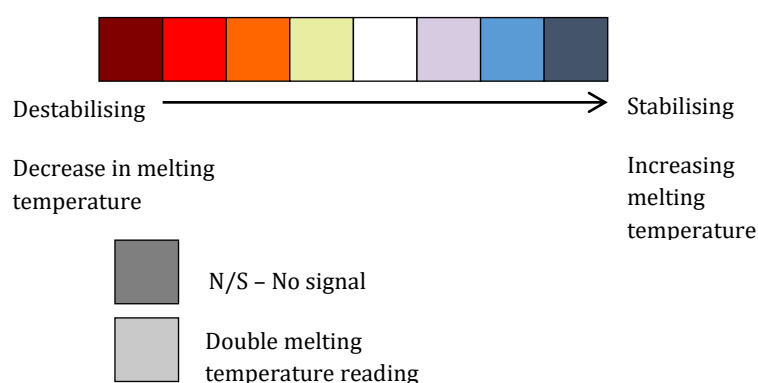 Destabilising
Stabilising
Decrease in melting
temperature
Increasing
melting
temperature
N/S – No signal
Double melting
temperature reading